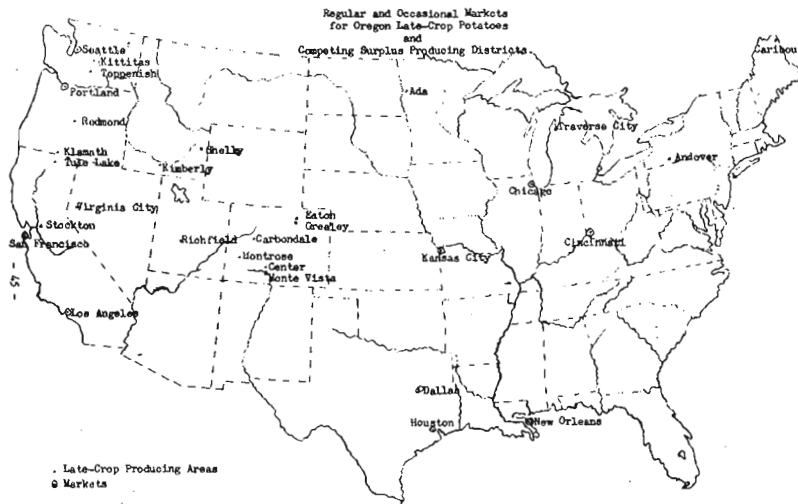 Regular and Occasional Markets
for Oregon Late-Crop Potatoes
and
Competing Surplus Producing Districts.
Seattle
Kittitas
Toppenish
Portland
Redmond
Klamath
Tule Lake
Virginia City
Stockton
San Francisco
Los Angeles
Shelly
Kimberly
Richfield
Eaton
Greeley
Carbondale
Montrose
Center
Monte Vista
Ada
Kansas City
Dallas
Houston
New Orleans
Chicago
Traverse City
Cincinnati
Andover
Caribou
- 45 -
. Late-Crop Producing Areas
⊙ Markets